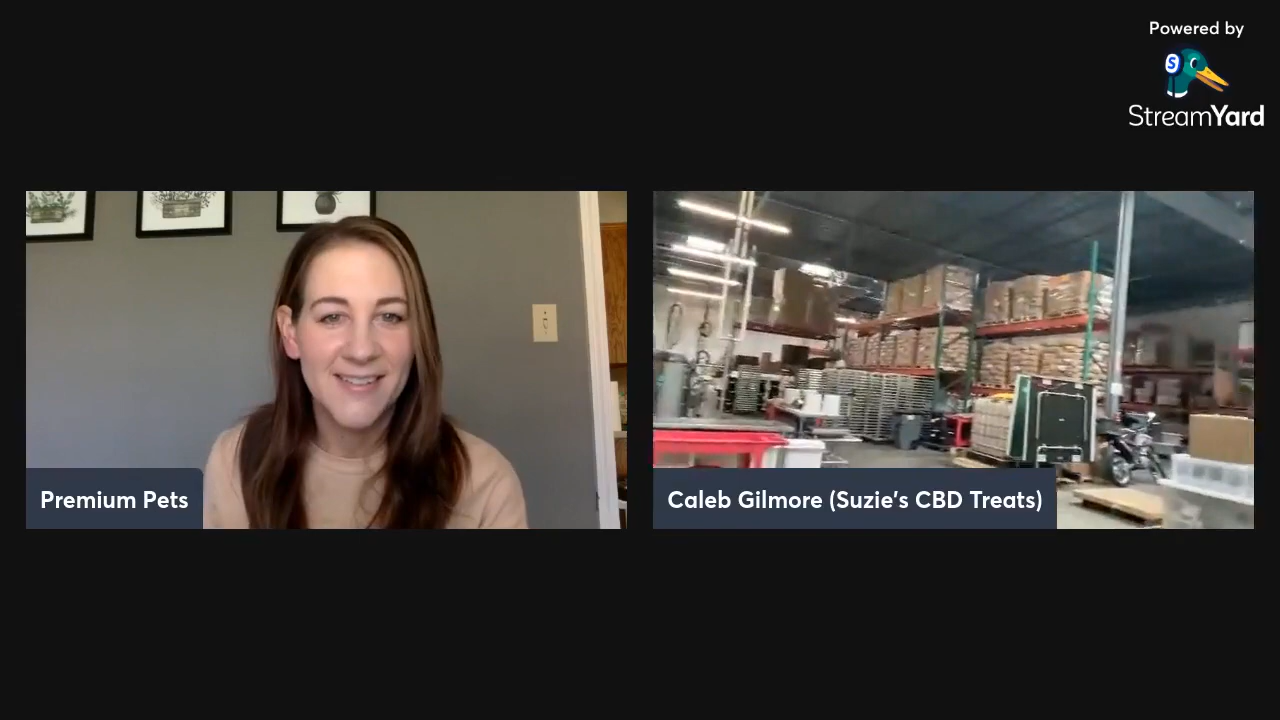 Powered by
S
StreamYard
Premium Pets
Caleb Gilmore (Suzie's CBD Treats)